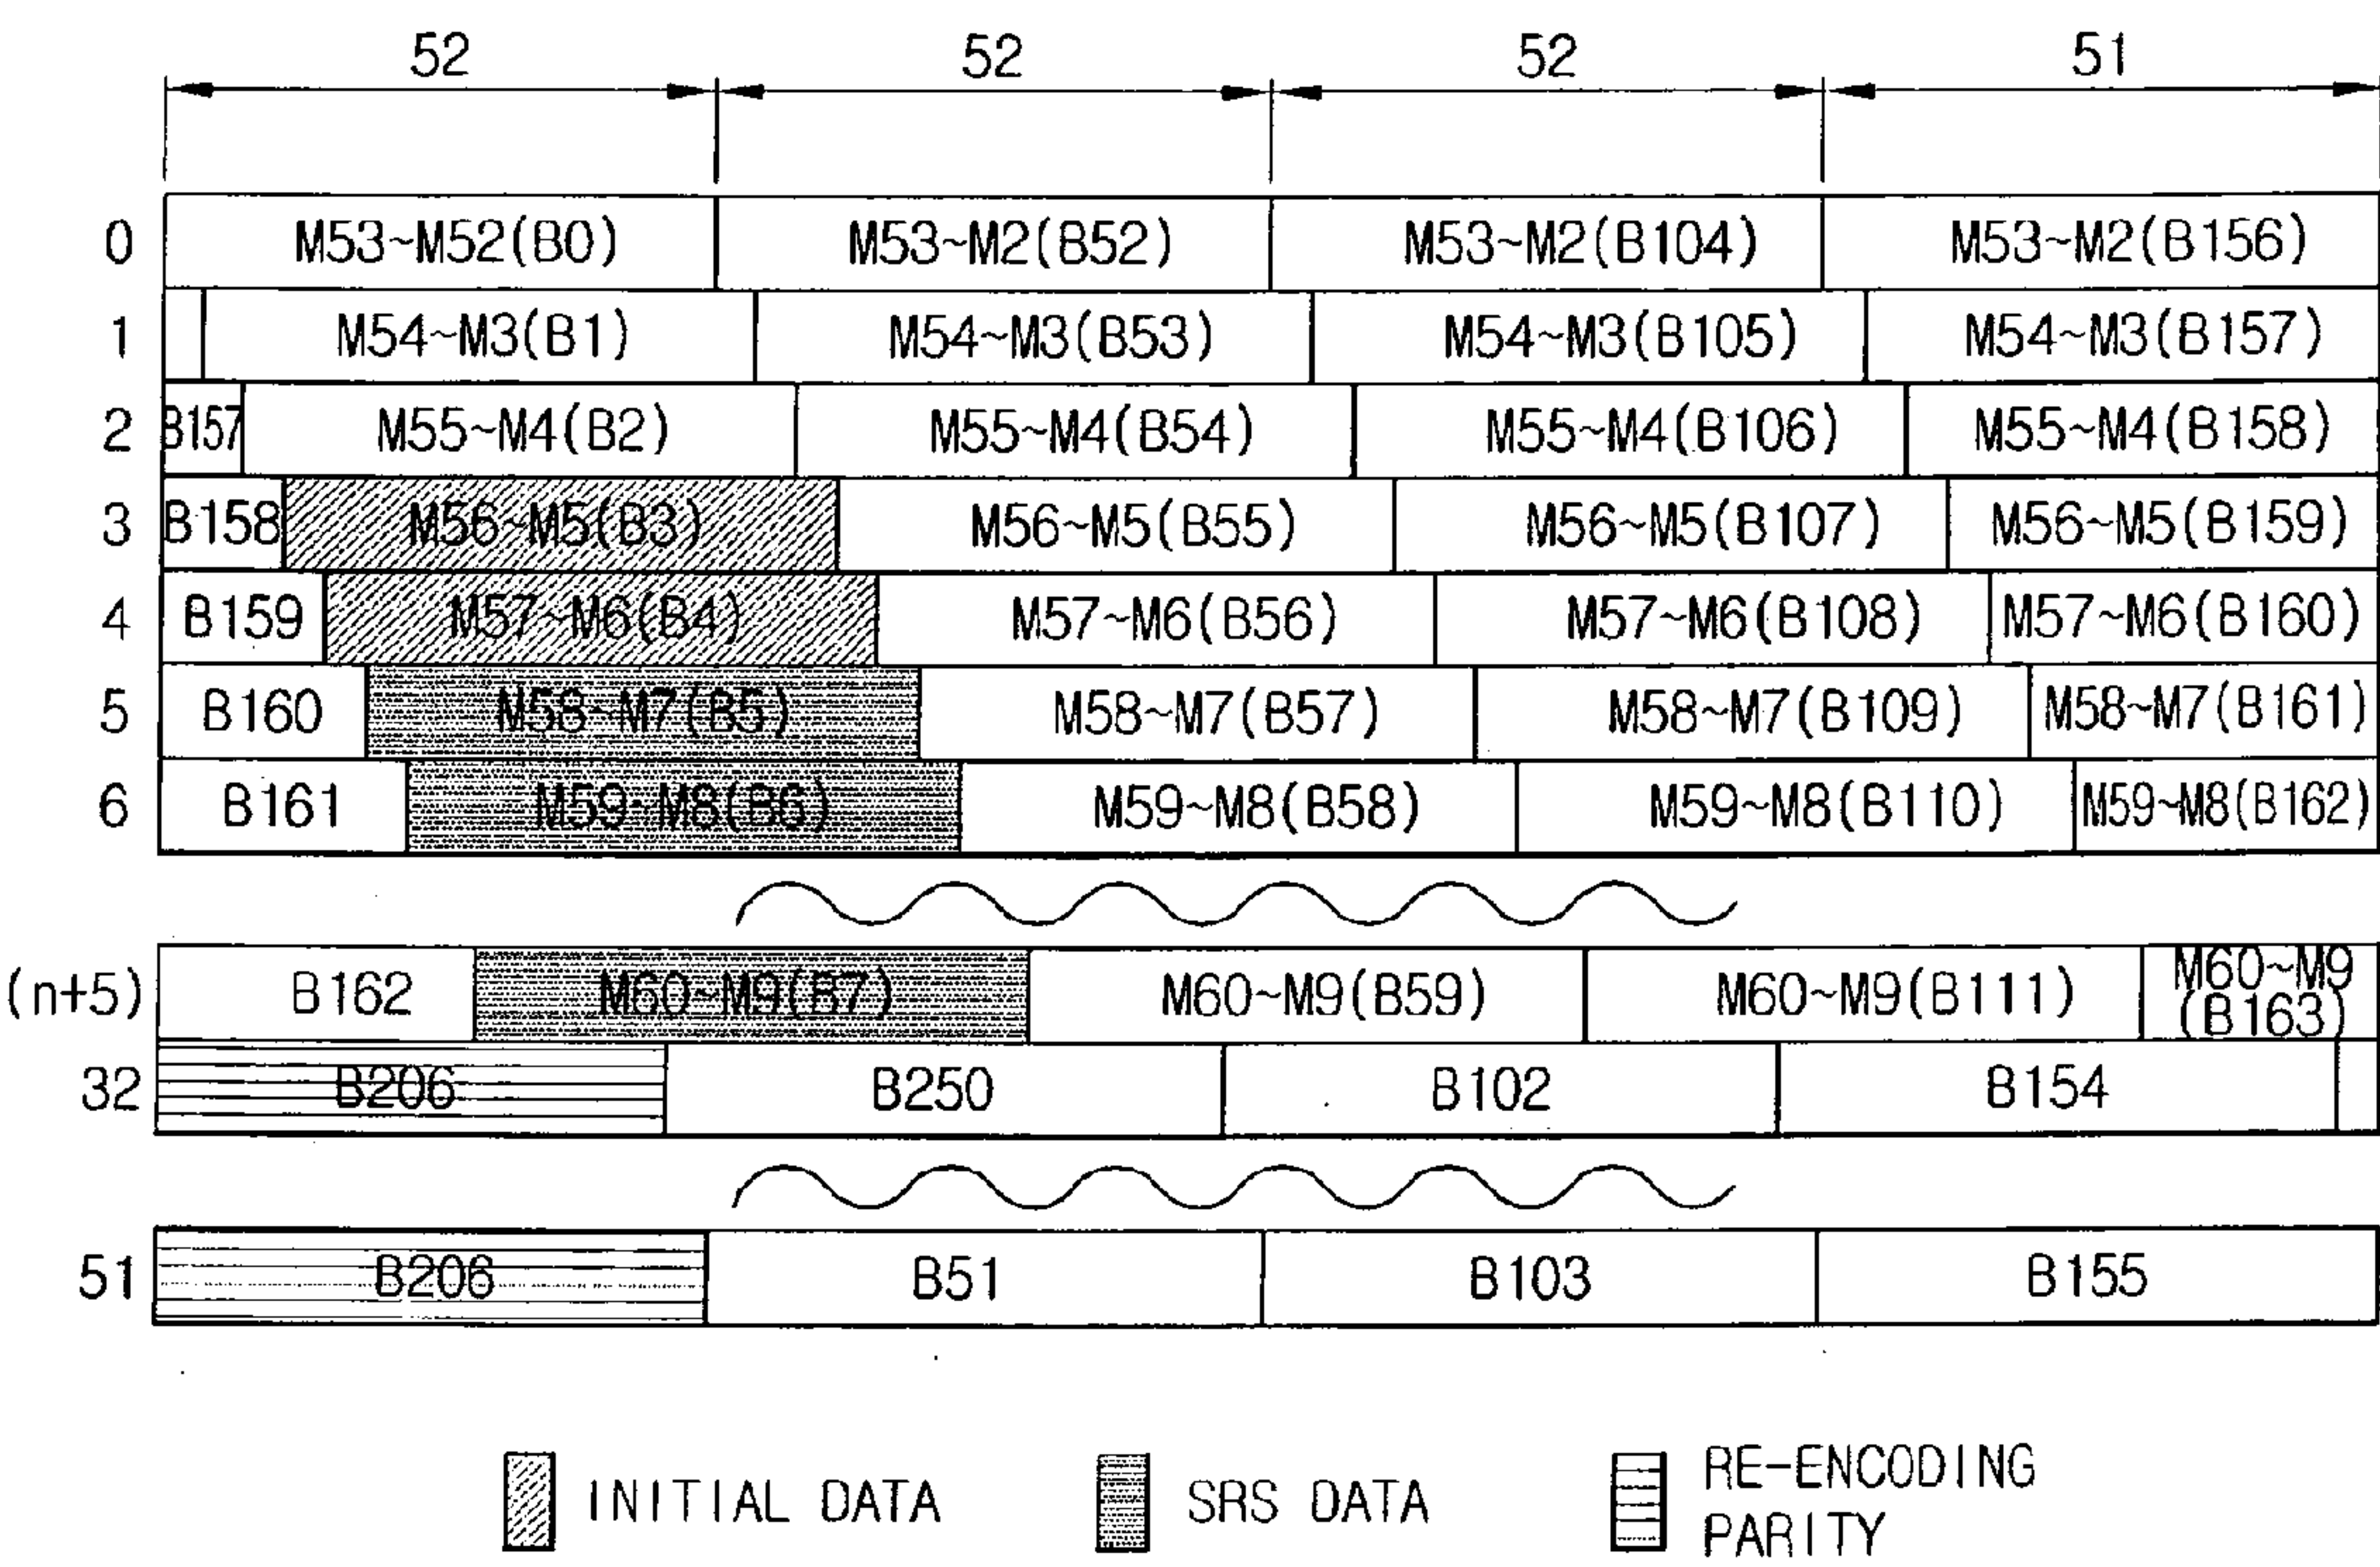 52 52 52 51
0 M53~M52(B0) M53~M2(B52) M53~M2(B104) M53~M2(B156)
1 M54~M3(B1) M54~M3(B53) M54~M3(B105) M54~M3(B157)
2 B157 M55~M4(B2) M55~M4(B54) M55~M4(B106) M55~M4(B158)
3 B158 M56~M5(B3) M56~M5(B55) M56~M5(B107) M56~M5(B159)
4 B159 M57~M6(B4) M57~M6(B56) M57~M6(B108) M57~M6(B160)
5 B160 M58~M7(B5) M58~M7(B57) M58~M7(B109) M58~M7(B161)
6 B161 M59~M8(B6) M59~M8(B58) M59~M8(B110) M59~M8(B162)
(n+5) B162 M60~M9(B7) M60~M9(B59) M60~M9(B111) M60~M9
(B163)
32 B206 B250 B102 B154
51 B206 B51 B103 B155
INITIAL DATA SRS DATA RE-ENCODING
PARITY